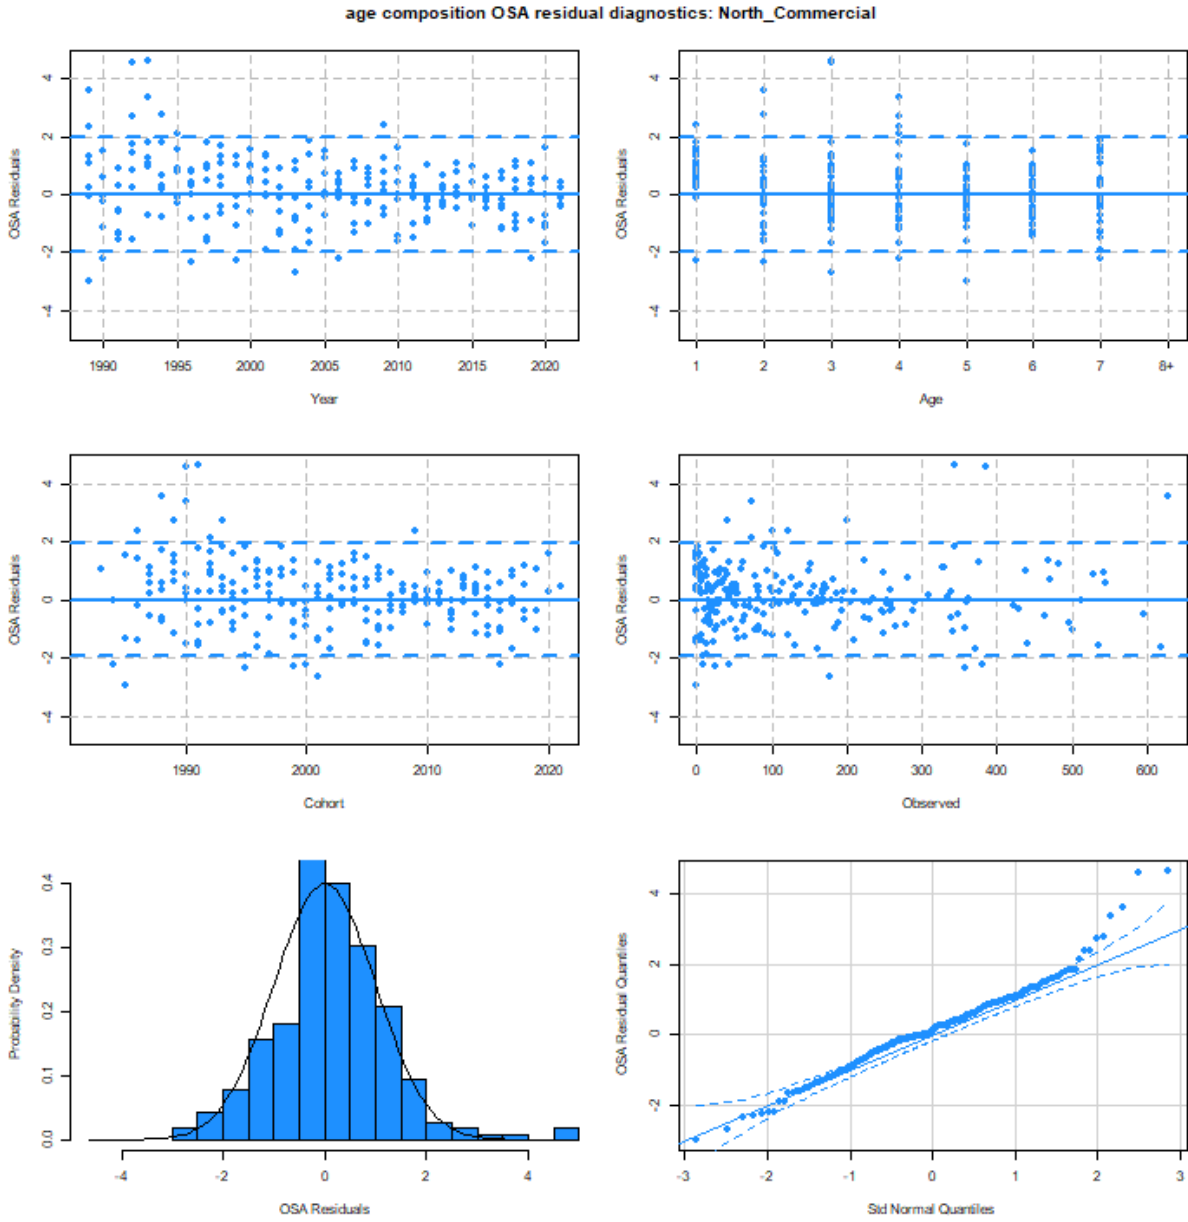 age composition OSA residual diagnostics: North_Commercial
OSA Residuals
4
2
0
-2
-4
1990 1995 2000 2005 2010 2015 2020
Year
OSA Residuals
4
2
0
-2
-4
1 2 3 4 5 6 7 8+
Age
OSA Residuals
4
2
0
-2
-4
1990 2000 2010 2020
Cohort
OSA Residuals
4
2
0
-2
-4
0 100 200 300 400 500 600
Observed
Probability Density
0.4
0.3
0.2
0.1
0.0
-4 -2 0 2 4
OSA Residuals
OSA Residual Quantiles
4
2
0
-2
-3 -2 -1 0 1 2 3
Std Normal Quantiles